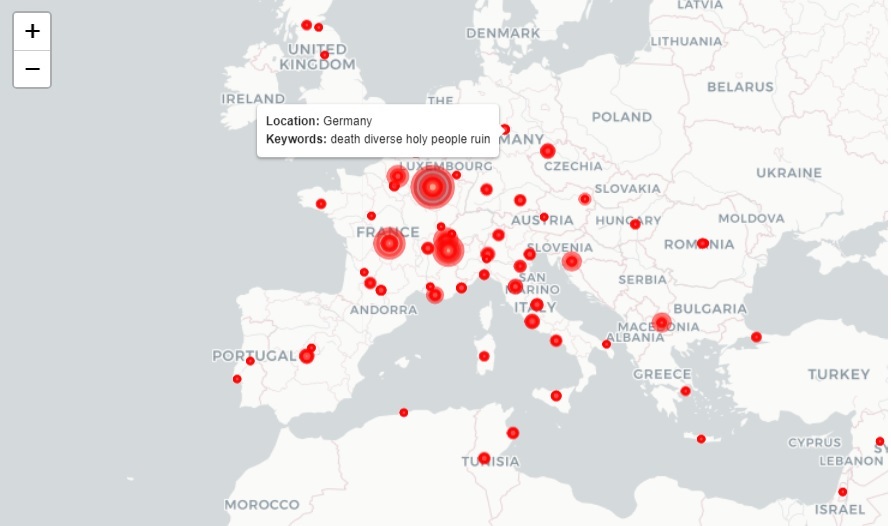 +
−
LATVIA
DENMARK
LITHUANIA
UNITED
KINGDOM
BELARUS
IRELAND
THE
POLAND
Location: Germany
Keywords: death diverse holy people ruin
MANY
LUXEMBOURG
CZECHIA
UKRAINE
SLOVAKIA
AUSTRIA
HUNGARY
MOLDOVA
FRANCE
SLOVENIA
ROMANIA
SAN
MARINO
SERBIA
ITALY
ANDORRA
BULGARIA
MACEDONIA
ALBANIA
PORTUGAL
GREECE
TURKEY
CYPRUS
SY
LEBANON
TUNISIA
MOROCCO
ISRAEL